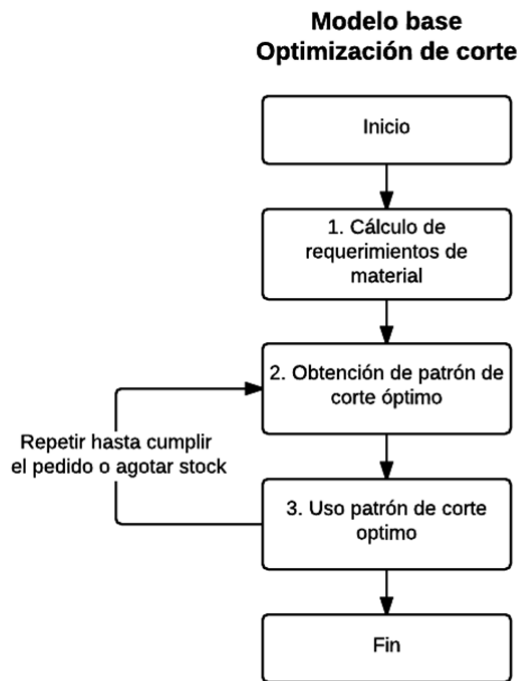 Modelo base
Optimización de corte
Inicio
1. Cálculo de
requerimientos de
material
2. Obtención de patrón de
corte óptimo
Repetir hasta cumplir
el pedido o agotar stock
3. Uso patrón de corte
optimo
Fin